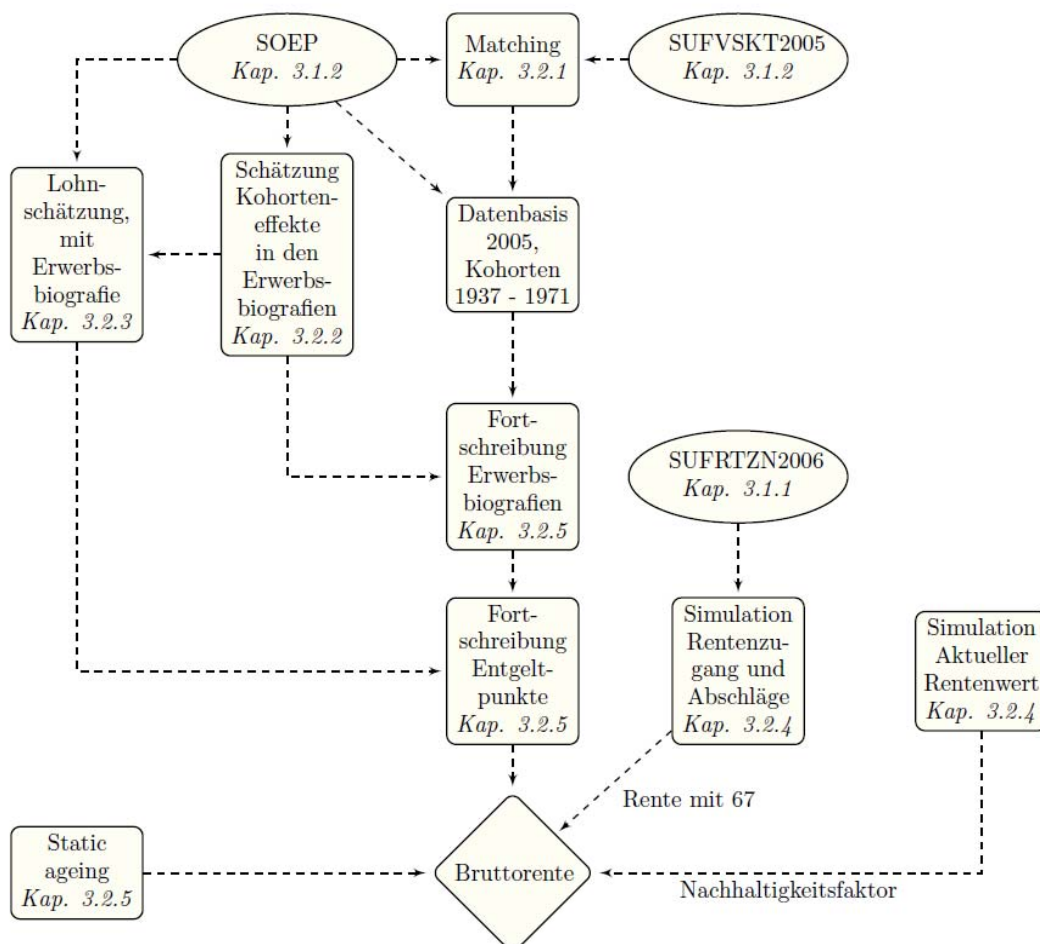 SOEP
Kap. 3.1.2
Matching
Kap. 3.2.1
SUFVSKT2005
Kap. 3.1.2
Lohn-
schätzung,
mit
Erwerbs-
biografie
Kap. 3.2.3
Schätzung
Kohorten-
effekte
in den
Erwerbs-
biografien
Kap. 3.2.2
Datenbasis
2005,
Kohorten
1937 - 1971
Fort-
schreibung
Erwerbs-
biografien
Kap. 3.2.5
SUFRTZN2006
Kap. 3.1.1
Fort-
schreibung
Entgelt-
punkte
Kap. 3.2.5
Simulation
Rentenzu-
gang und
Abschläge
Kap. 3.2.4
Simulation
Aktueller
Rentenwert
Kap. 3.2.4
Rente mit 67
Static
ageing
Kap. 3.2.5
Bruttorente
Nachhaltigkeitsfaktor